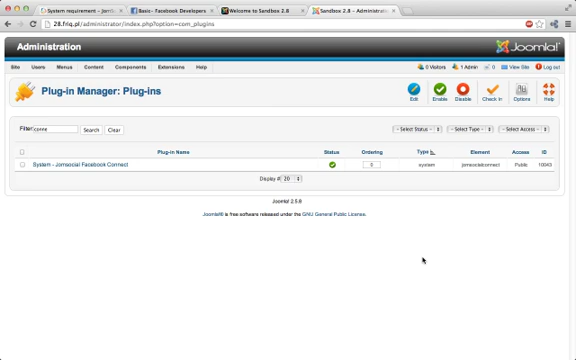 System requirement – JomSo
Basic - Facebook Developers
Welcome to Sandbox 2.8
Sandbox 2.8 – Administratio
28.friq.pl/administrator/index.php?option=com_plugins
Administration
Joomla!
Site Users Menus Content Components Extensions Help
0 Visitors 1 Admin 0 View Site Log out
Plug-in Manager: Plug-ins
Edit Enable Disable Check In Options Help
Filter: conne Search Clear
- Select Status - - Select Type - - Select Access -
Plug-in Name Status Ordering Type Element Access ID
System - Jomsocial Facebook Connect 0 system jomsocialconnect Public 10043
Display # 20
Joomla! 2.5.8
Joomla!® is free software released under the GNU General Public License.